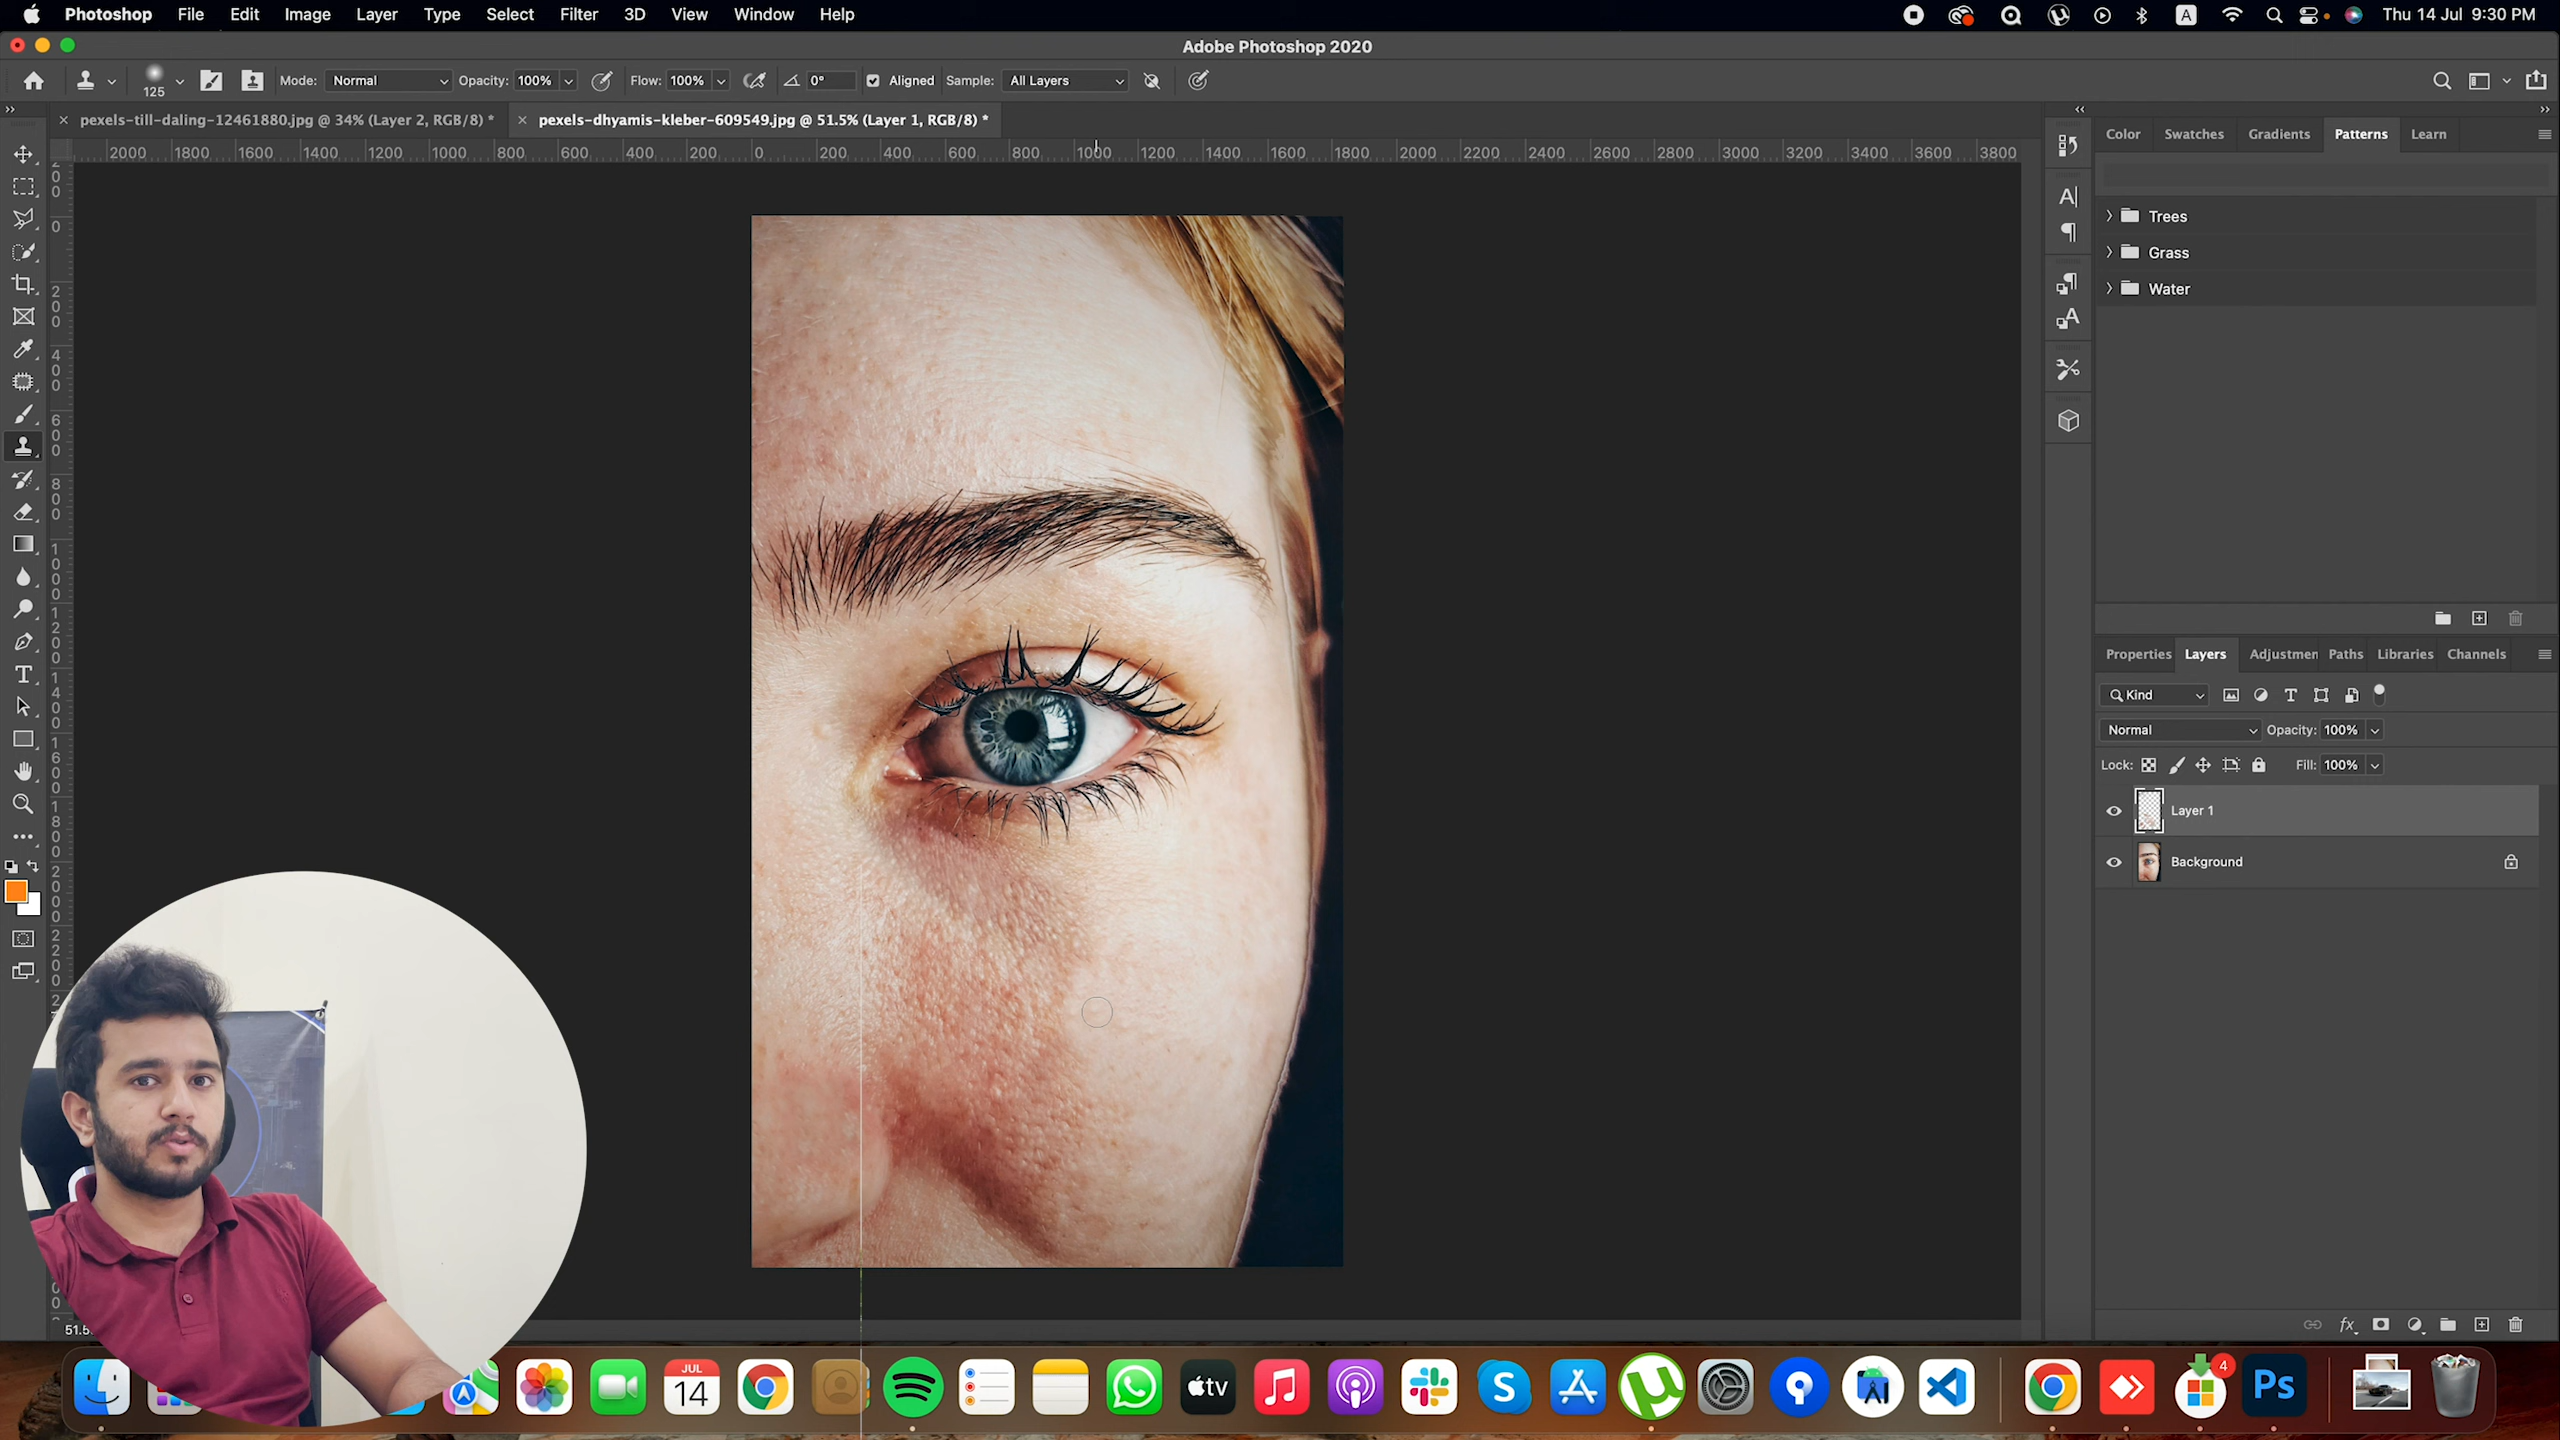 Photoshop File Edit Image Layer Type Select Filter 3D View Window Help A Thu 14 Jul 9:30 PM
Adobe Photoshop 2020
125 Mode: Normal Opacity: 100% Flow: 100% 0° Aligned Sample: All Layers
pexels-till-daling-12461880.jpg @ 34% (Layer 2, RGB/8) * pexels-dhyamis-kleber-609549.jpg @ 51.5% (Layer 1, RGB/8) *
Color Swatches Gradients Patterns Learn
2000 1800 1600 1400 1200 1000 800 600 400 200 0 200 400 600 800 1000 1200 1400 1600 1800 2000 2200 2400 2600 2800 3000 3200 3400 3600 3800
Trees
Grass
Water
Properties Layers Adjustmen Paths Libraries Channels
Kind
Normal Opacity: 100%
Lock: Fill: 100%
Layer 1
Background
fx
51.5
JUL
14
tv
S
Ps
4